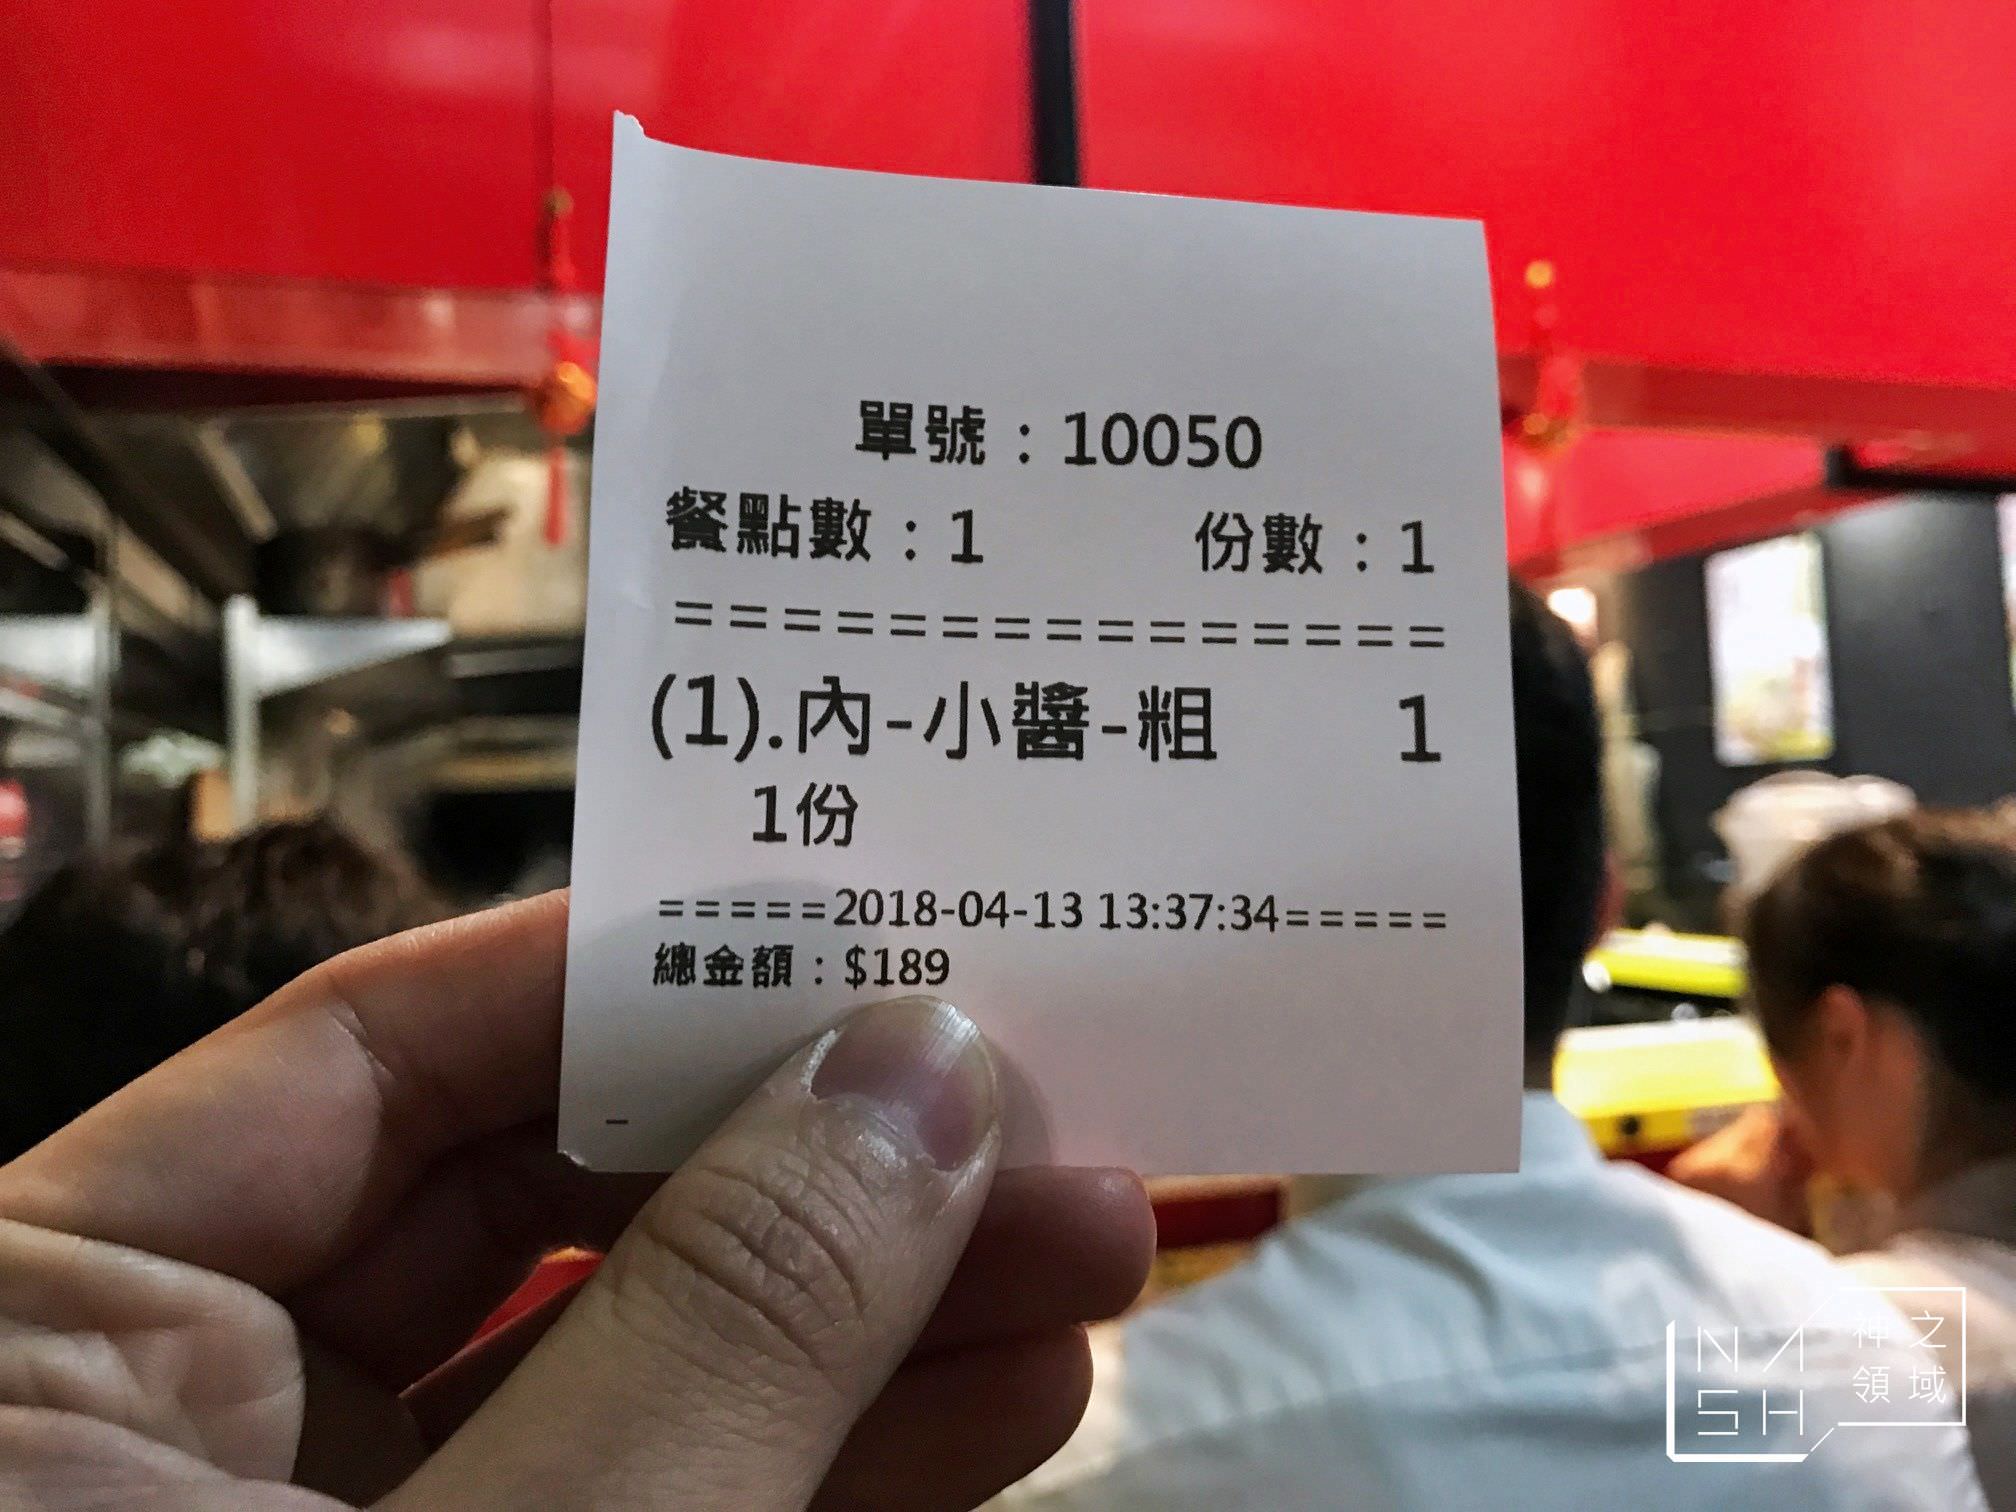 單號：10050
餐點數：1 份數：1
===============
(1).內-小醬-粗 1
1份
=====2018-04-13 13:37:34=====
總金額：$189
NASH 神之領域